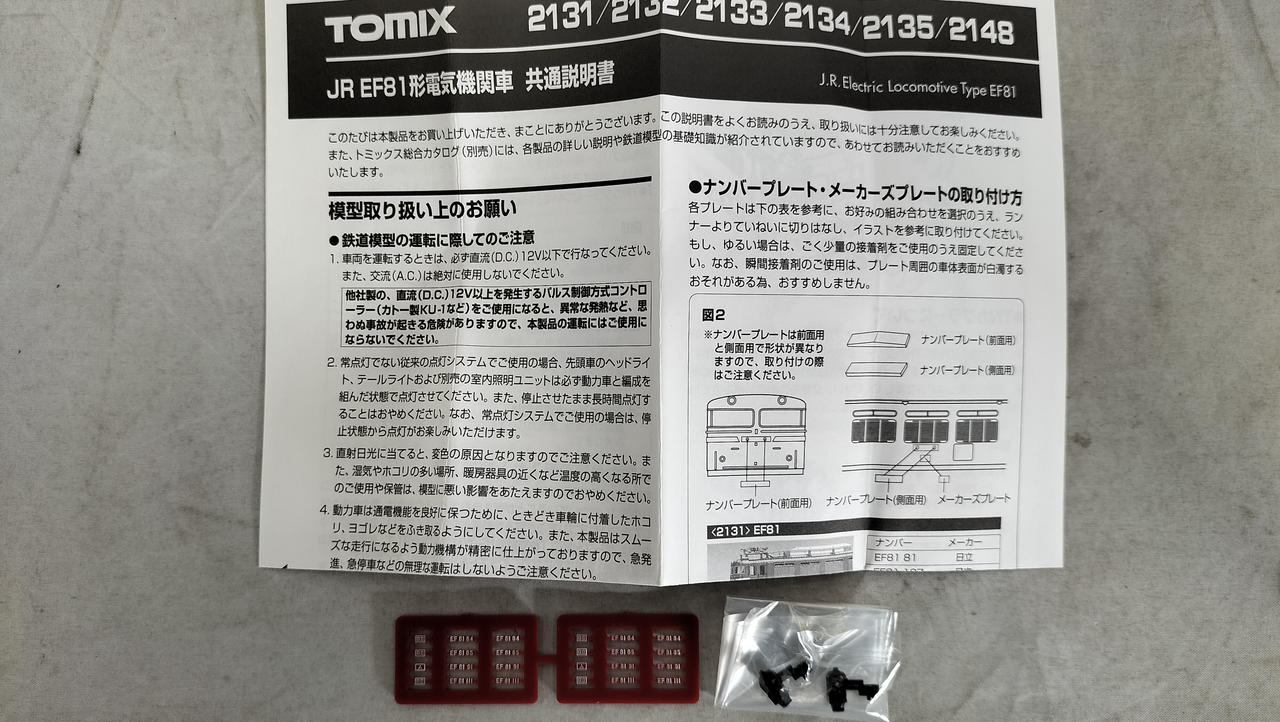 TOMIX
2131/2132/2133/2134/2135/2148
JR EF81形電気機関車 共通説明書
J.R. Electric Locomotive Type EF81
このたびは本製品をお買い上げいただき、まことにありがとうございます。この説明書をよくお読みのうえ、取り扱いには十分注意してお楽しみください。
また、トミックス総合カタログ(別売)には、各製品の詳しい説明や鉄道模型の基礎知識が紹介されていますので、あわせてお読みいただくことをおすすめ
いたします。
模型取り扱い上のお願い
●鉄道模型の運転に際してのご注意
1. 車両を運転するときは、必ず直流(D.C.)12V以下で行なってください。
また、交流(A.C.)は絶対に使用しないでください。
他社製の、直流(D.C.)12V以上を発生するパルス制御方式コントロ
ーラー(カトー製KU-1など)をご使用になると、異常な発熱など、思
わぬ事故が起きる危険がありますので、本製品の運転にはご使用に
ならないでください。
2. 常点灯でない従来の点灯システムでご使用の場合、先頭車のヘッドライ
ト、テールライトおよび別売の室内照明ユニットは必ず動力車と編成を
組んだ状態で点灯させてください。また、停止させたまま長時間点灯す
ることはおやめください。なお、常点灯システムでご使用の場合は、停
止状態から点灯がお楽しみいただけます。
3. 直射日光に当てると、変色の原因となりますのでご注意ください。ま
た、湿気やホコリの多い場所、暖房器具の近くなど温度の高くなる所で
のご使用や保管は、模型に悪い影響をあたえますのでおやめください。
4. 動力車は通電機能を良好に保つために、ときどき車輪に付着したホコ
リ、ヨゴレなどをふき取るようにしてください。また、本製品はスムー
ズな走行になるよう動力機構が精密に仕上がっておりますので、急発
進、急停車などの無理な運転はしないようご注意ください。
●ナンバープレート・メーカーズプレートの取り付け方
各プレートは下の表を参考に、お好みの組み合わせを選択のうえ、ラン
ナーよりていねいに切りはなし、イラストを参考に取り付けてください。
もし、ゆるい場合は、ごく少量の接着剤をご使用のうえ固定してくださ
い。なお、瞬間接着剤のご使用は、プレート周囲の車体表面が白濁する
おそれがある為、おすすめしません。
図2
※ナンバープレートは前面用
と側面用で形状が異なり
ますので、取り付けの際
はご注意ください。
ナンバープレート(前面用)
ナンバープレート(側面用)
ナンバープレート(前面用)
ナンバープレート(側面用)
メーカーズプレート
〈2131〉EF81
ナンバー メーカー
EF81 81 日立
EF 81 84 EF 81 84
EF 81 85 EF 81 85
EF 81 91 EF 81 91
EF 81 111 EF 81 111
EF 81 84 EF 81 84
EF 81 85 EF 81 85
EF 81 91 EF 81 91
EF 81 111 EF 81 111